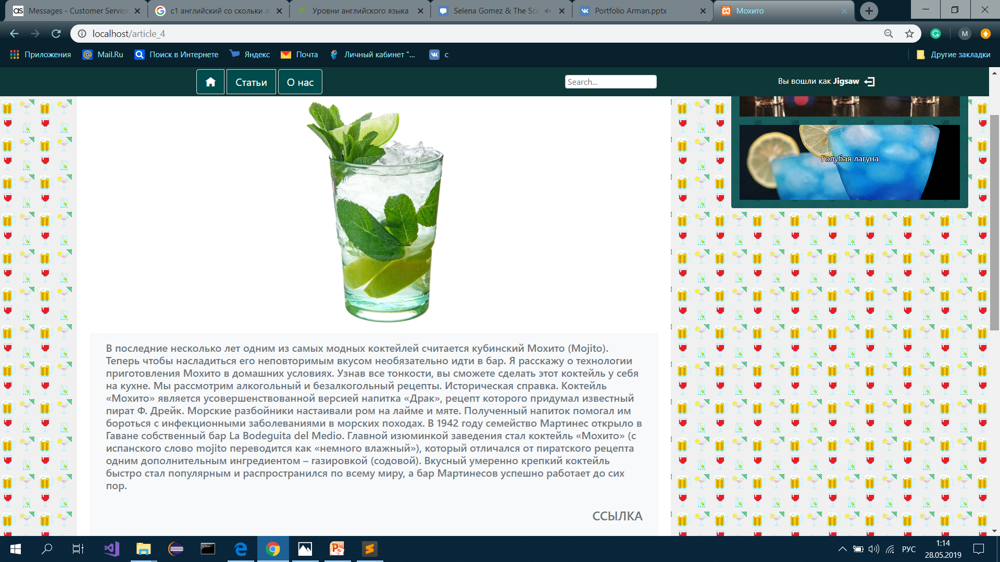 Messages - Customer Service
c1 английский со скольки ле
Уровни английского языка
Selena Gomez & The Sce
Portfolio Arman.pptx
Мохито
localhost/article_4
M
Приложения
Mail.Ru
Поиск в Интернете
Яндекс
Почта
Личный кабинет "...
с
Другие закладки
Статьи
О нас
Search...
Вы вошли как Jigsaw
Голубая лагуна
В последние несколько лет одним из самых модных коктейлей считается кубинский Мохито (Mojito).
Теперь чтобы насладиться его неповторимым вкусом необязательно идти в бар. Я расскажу о технологии
приготовления Мохито в домашних условиях. Узнав все тонкости, вы сможете сделать этот коктейль у себя
на кухне. Мы рассмотрим алкогольный и безалкогольный рецепты. Историческая справка. Коктейль
«Мохито» является усовершенствованной версией напитка «Драк», рецепт которого придумал известный
пират Ф. Дрейк. Морские разбойники настаивали ром на лайме и мяте. Полученный напиток помогал им
бороться с инфекционными заболеваниями в морских походах. В 1942 году семейство Мартинес открыло в
Гаване собственный бар La Bodeguita del Medio. Главной изюминкой заведения стал коктейль «Мохито» (с
испанского слово mojito переводится как «немного влажный»), который отличался от пиратского рецепта
одним дополнительным ингредиентом – газировкой (содовой). Вкусный умеренно крепкий коктейль
быстро стал популярным и распространился по всему миру, а бар Мартинесов успешно работает до сих
пор.
ССЫЛКА
РУС
1:14
28.05.2019